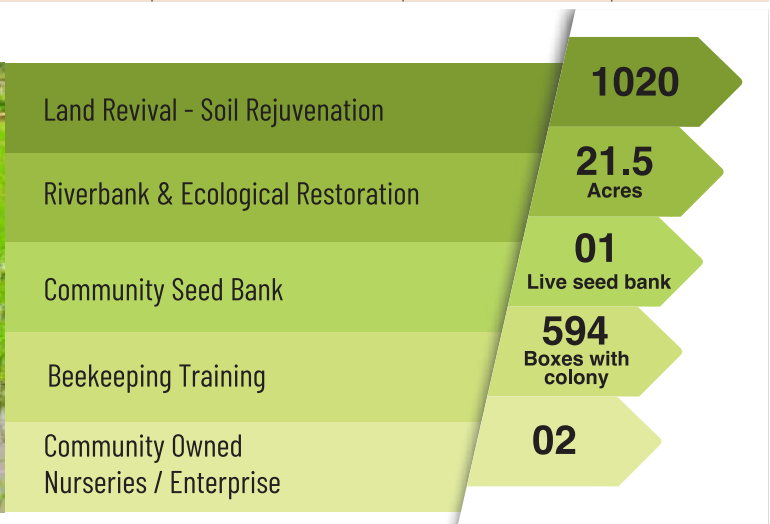 Land Revival - Soil Rejuvenation
1020
Riverbank & Ecological Restoration
21.5
Acres
Community Seed Bank
01
Live seed bank
Beekeeping Training
594
Boxes with
colony
Community Owned
Nurseries / Enterprise
02